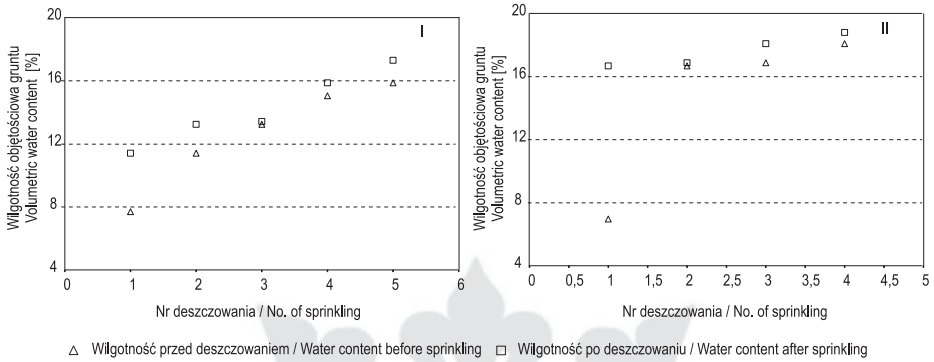 Wilgotność objętościowa gruntu
Volumetric water content [%]
20
16
12
8
4
I
0 1 2 3 4 5 6
Nr deszczowania / No. of sprinkling
Wilgotność objętościowa gruntu
Volumetric water content [%]
20
16
12
8
4
II
0 0,5 1 1,5 2 2,5 3 3,5 4 4,5 5
Nr deszczowania / No. of sprinkling
Wilgotność przed deszczowaniem / Water content before sprinkling
Wilgotność po deszczowaniu / Water content after sprinkling